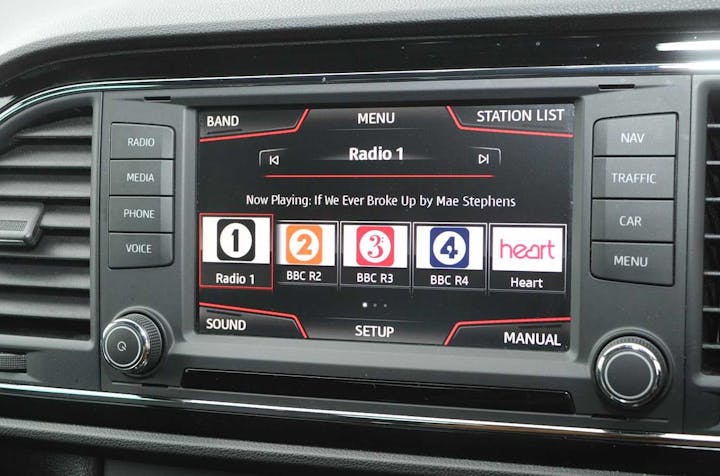 BAND
MENU
STATION LIST
RADIO
MEDIA
PHONE
VOICE
Radio 1
Now Playing: If We Ever Broke Up by Mae Stephens
1
2
3
4
heart
Radio 1
BBC R2
BBC R3
BBC R4
Heart
SOUND
SETUP
MANUAL
NAV
TRAFFIC
CAR
MENU